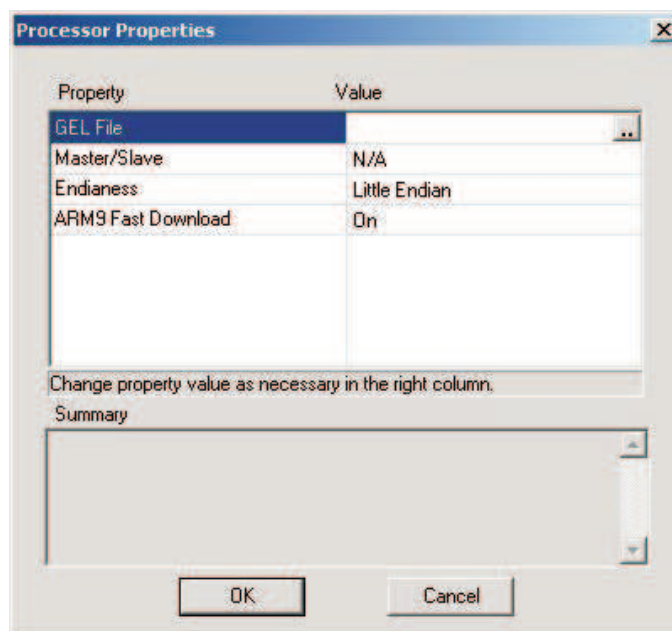 Processor Properties
Property Value
GEL File ..
Master/Slave N/A
Endianess Little Endian
ARM9 Fast Download On
Change property value as necessary in the right column.
Summary
OK Cancel